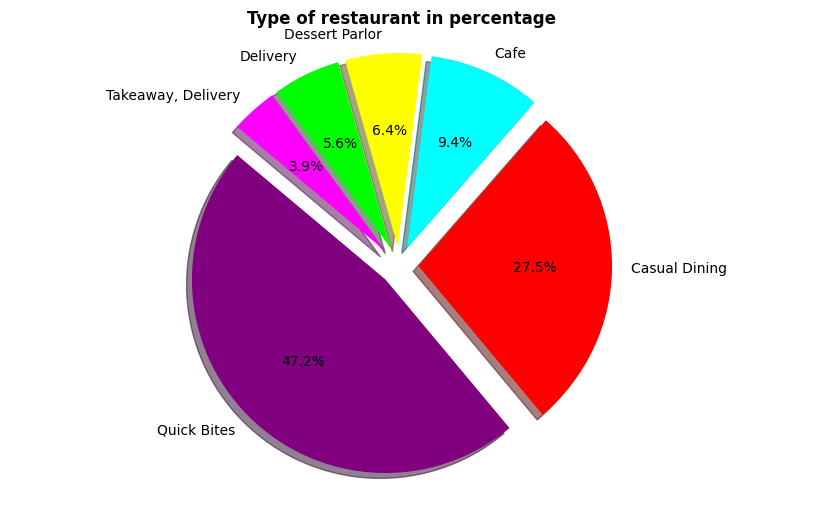 Type of restaurant in percentage
Dessert Parlor
Cafe
Delivery
Takeaway, Delivery
6.4%
9.4%
5.6%
3.9%
27.5%
Casual Dining
47.2%
Quick Bites